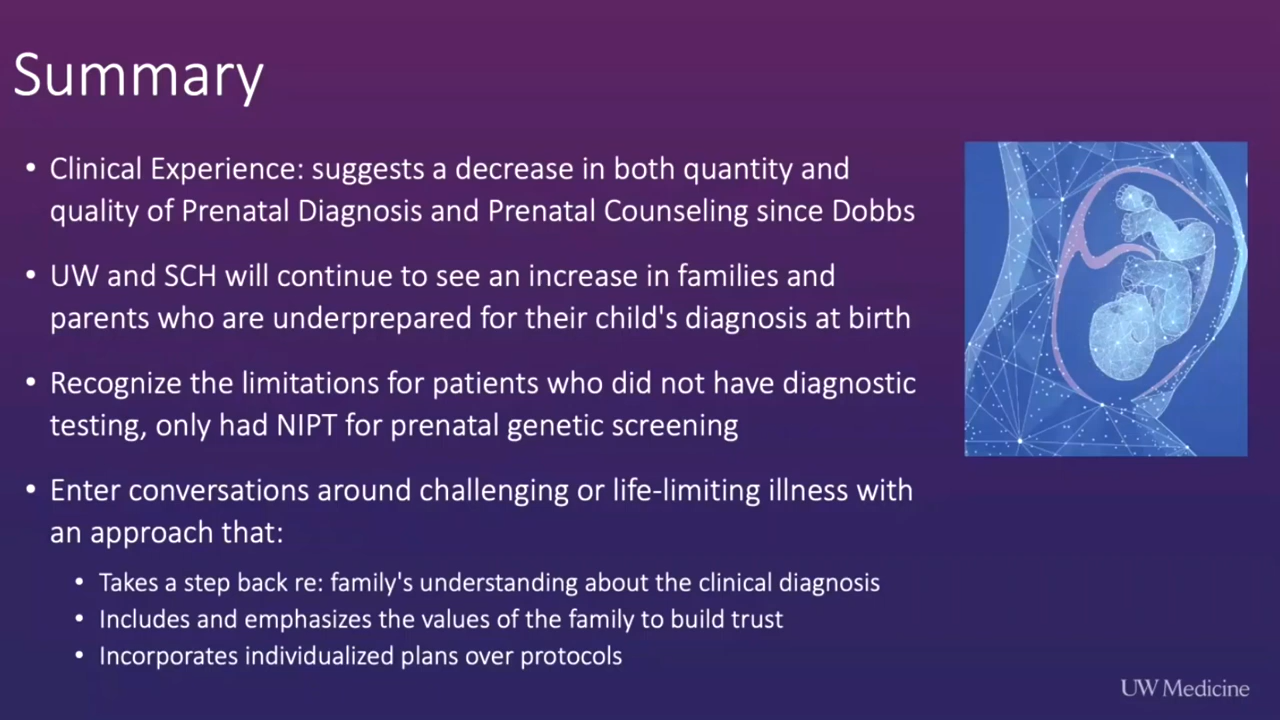 Summary
• Clinical Experience: suggests a decrease in both quantity and
quality of Prenatal Diagnosis and Prenatal Counseling since Dobbs
• UW and SCH will continue to see an increase in families and
parents who are underprepared for their child's diagnosis at birth
• Recognize the limitations for patients who did not have diagnostic
testing, only had NIPT for prenatal genetic screening
• Enter conversations around challenging or life-limiting illness with
an approach that:
• Takes a step back re: family's understanding about the clinical diagnosis
• Includes and emphasizes the values of the family to build trust
• Incorporates individualized plans over protocols
UW Medicine